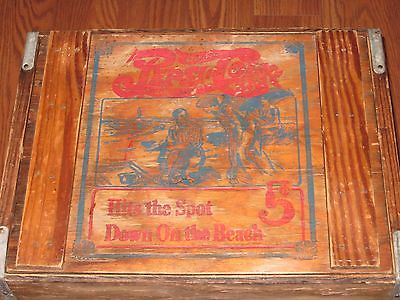 Pepsi-Cola
Hits the Spot
Down On the Beach
5¢